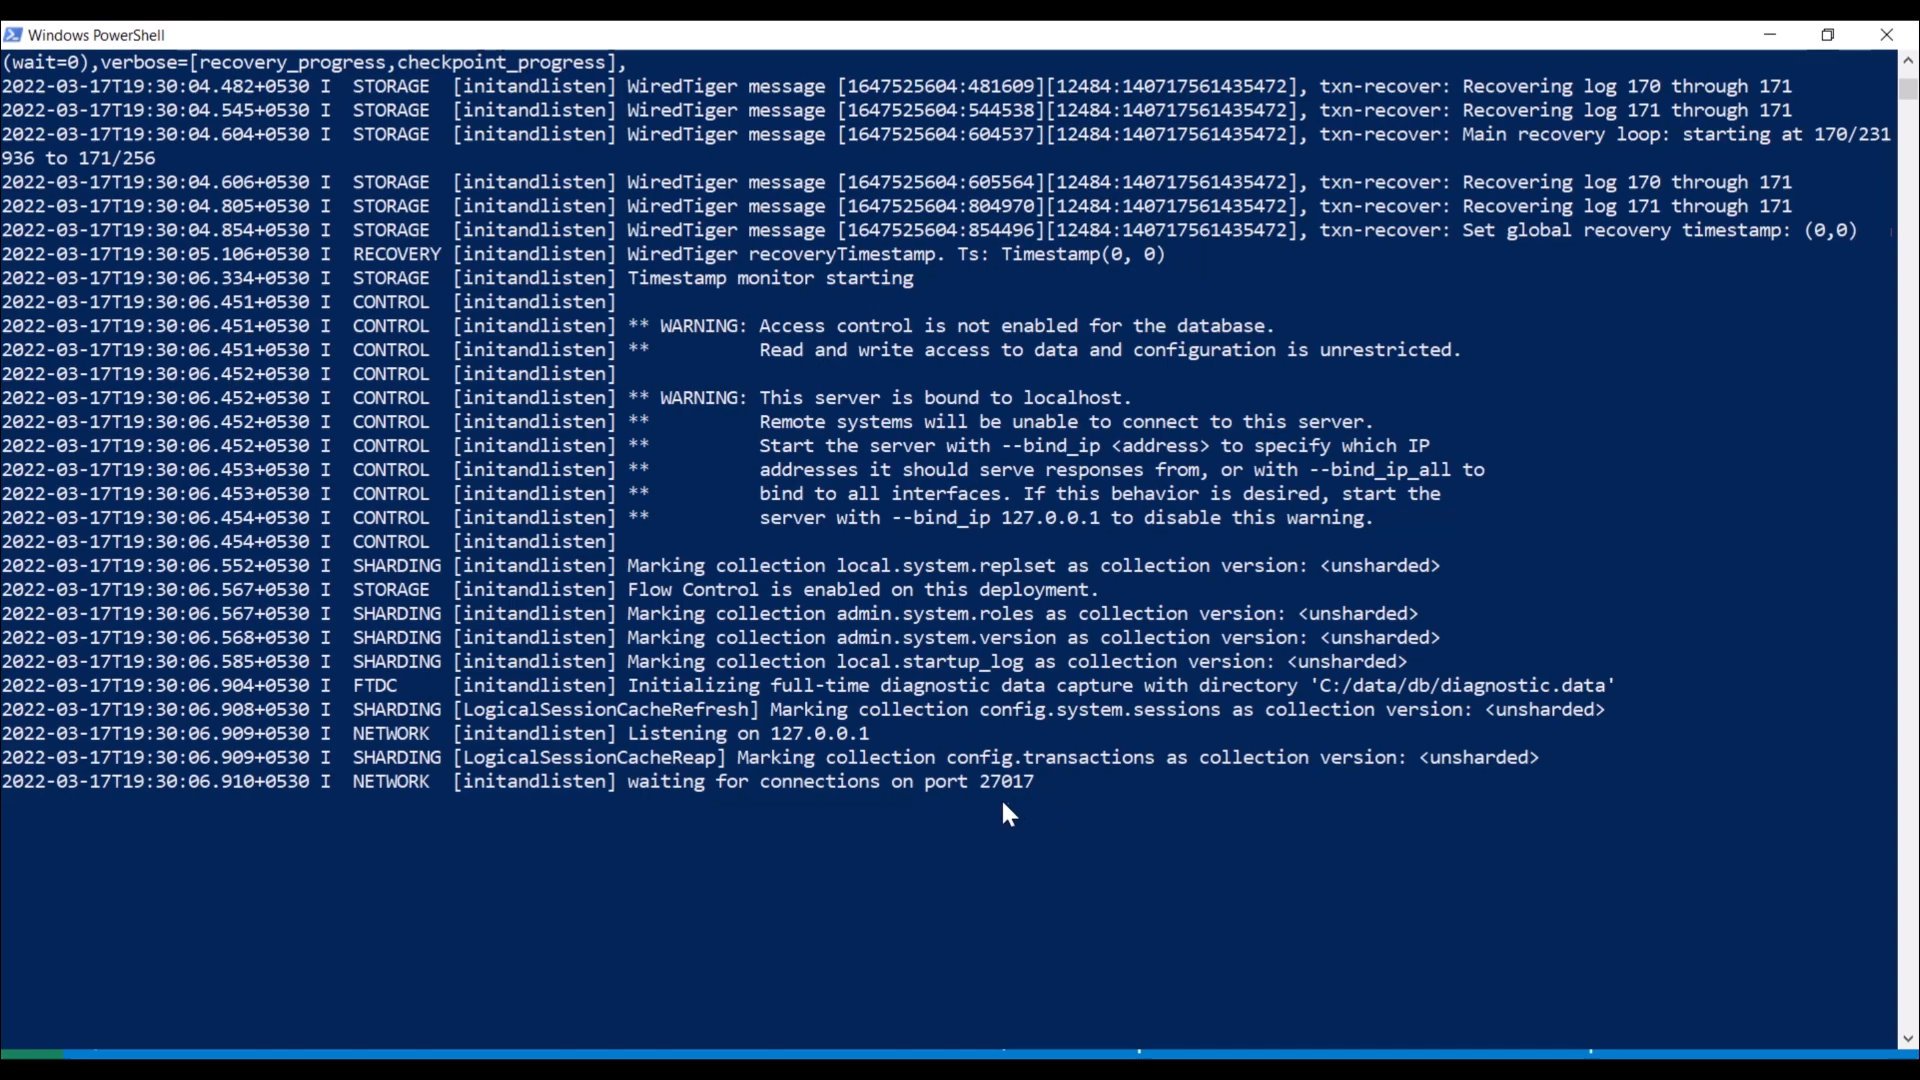 Windows PowerShell
(wait=0),verbose=[recovery_progress,checkpoint_progress],
2022-03-17T19:30:04.482+0530 I  STORAGE  [initandlisten] WiredTiger message [1647525604:481609][12484:140717561435472], txn-recover: Recovering log 170 through 171
2022-03-17T19:30:04.545+0530 I  STORAGE  [initandlisten] WiredTiger message [1647525604:544538][12484:140717561435472], txn-recover: Recovering log 171 through 171
2022-03-17T19:30:04.604+0530 I  STORAGE  [initandlisten] WiredTiger message [1647525604:604537][12484:140717561435472], txn-recover: Main recovery loop: starting at 170/231
936 to 171/256
2022-03-17T19:30:04.606+0530 I  STORAGE  [initandlisten] WiredTiger message [1647525604:605564][12484:140717561435472], txn-recover: Recovering log 170 through 171
2022-03-17T19:30:04.805+0530 I  STORAGE  [initandlisten] WiredTiger message [1647525604:804970][12484:140717561435472], txn-recover: Recovering log 171 through 171
2022-03-17T19:30:04.854+0530 I  STORAGE  [initandlisten] WiredTiger message [1647525604:854496][12484:140717561435472], txn-recover: Set global recovery timestamp: (0,0)
2022-03-17T19:30:05.106+0530 I  RECOVERY [initandlisten] WiredTiger recoveryTimestamp. Ts: Timestamp(0, 0)
2022-03-17T19:30:06.334+0530 I  STORAGE  [initandlisten] Timestamp monitor starting
2022-03-17T19:30:06.451+0530 I  CONTROL  [initandlisten]
2022-03-17T19:30:06.451+0530 I  CONTROL  [initandlisten] ** WARNING: Access control is not enabled for the database.
2022-03-17T19:30:06.451+0530 I  CONTROL  [initandlisten] **          Read and write access to data and configuration is unrestricted.
2022-03-17T19:30:06.452+0530 I  CONTROL  [initandlisten]
2022-03-17T19:30:06.452+0530 I  CONTROL  [initandlisten] ** WARNING: This server is bound to localhost.
2022-03-17T19:30:06.452+0530 I  CONTROL  [initandlisten] **          Remote systems will be unable to connect to this server.
2022-03-17T19:30:06.452+0530 I  CONTROL  [initandlisten] **          Start the server with --bind_ip <address> to specify which IP
2022-03-17T19:30:06.453+0530 I  CONTROL  [initandlisten] **          addresses it should serve responses from, or with --bind_ip_all to
2022-03-17T19:30:06.453+0530 I  CONTROL  [initandlisten] **          bind to all interfaces. If this behavior is desired, start the
2022-03-17T19:30:06.454+0530 I  CONTROL  [initandlisten] **          server with --bind_ip 127.0.0.1 to disable this warning.
2022-03-17T19:30:06.454+0530 I  CONTROL  [initandlisten]
2022-03-17T19:30:06.552+0530 I  SHARDING [initandlisten] Marking collection local.system.replset as collection version: <unsharded>
2022-03-17T19:30:06.567+0530 I  STORAGE  [initandlisten] Flow Control is enabled on this deployment.
2022-03-17T19:30:06.567+0530 I  SHARDING [initandlisten] Marking collection admin.system.roles as collection version: <unsharded>
2022-03-17T19:30:06.568+0530 I  SHARDING [initandlisten] Marking collection admin.system.version as collection version: <unsharded>
2022-03-17T19:30:06.585+0530 I  SHARDING [initandlisten] Marking collection local.startup_log as collection version: <unsharded>
2022-03-17T19:30:06.904+0530 I  FTDC     [initandlisten] Initializing full-time diagnostic data capture with directory 'C:/data/db/diagnostic.data'
2022-03-17T19:30:06.908+0530 I  SHARDING [LogicalSessionCacheRefresh] Marking collection config.system.sessions as collection version: <unsharded>
2022-03-17T19:30:06.909+0530 I  NETWORK  [initandlisten] Listening on 127.0.0.1
2022-03-17T19:30:06.909+0530 I  SHARDING [LogicalSessionCacheReap] Marking collection config.transactions as collection version: <unsharded>
2022-03-17T19:30:06.910+0530 I  NETWORK  [initandlisten] waiting for connections on port 27017